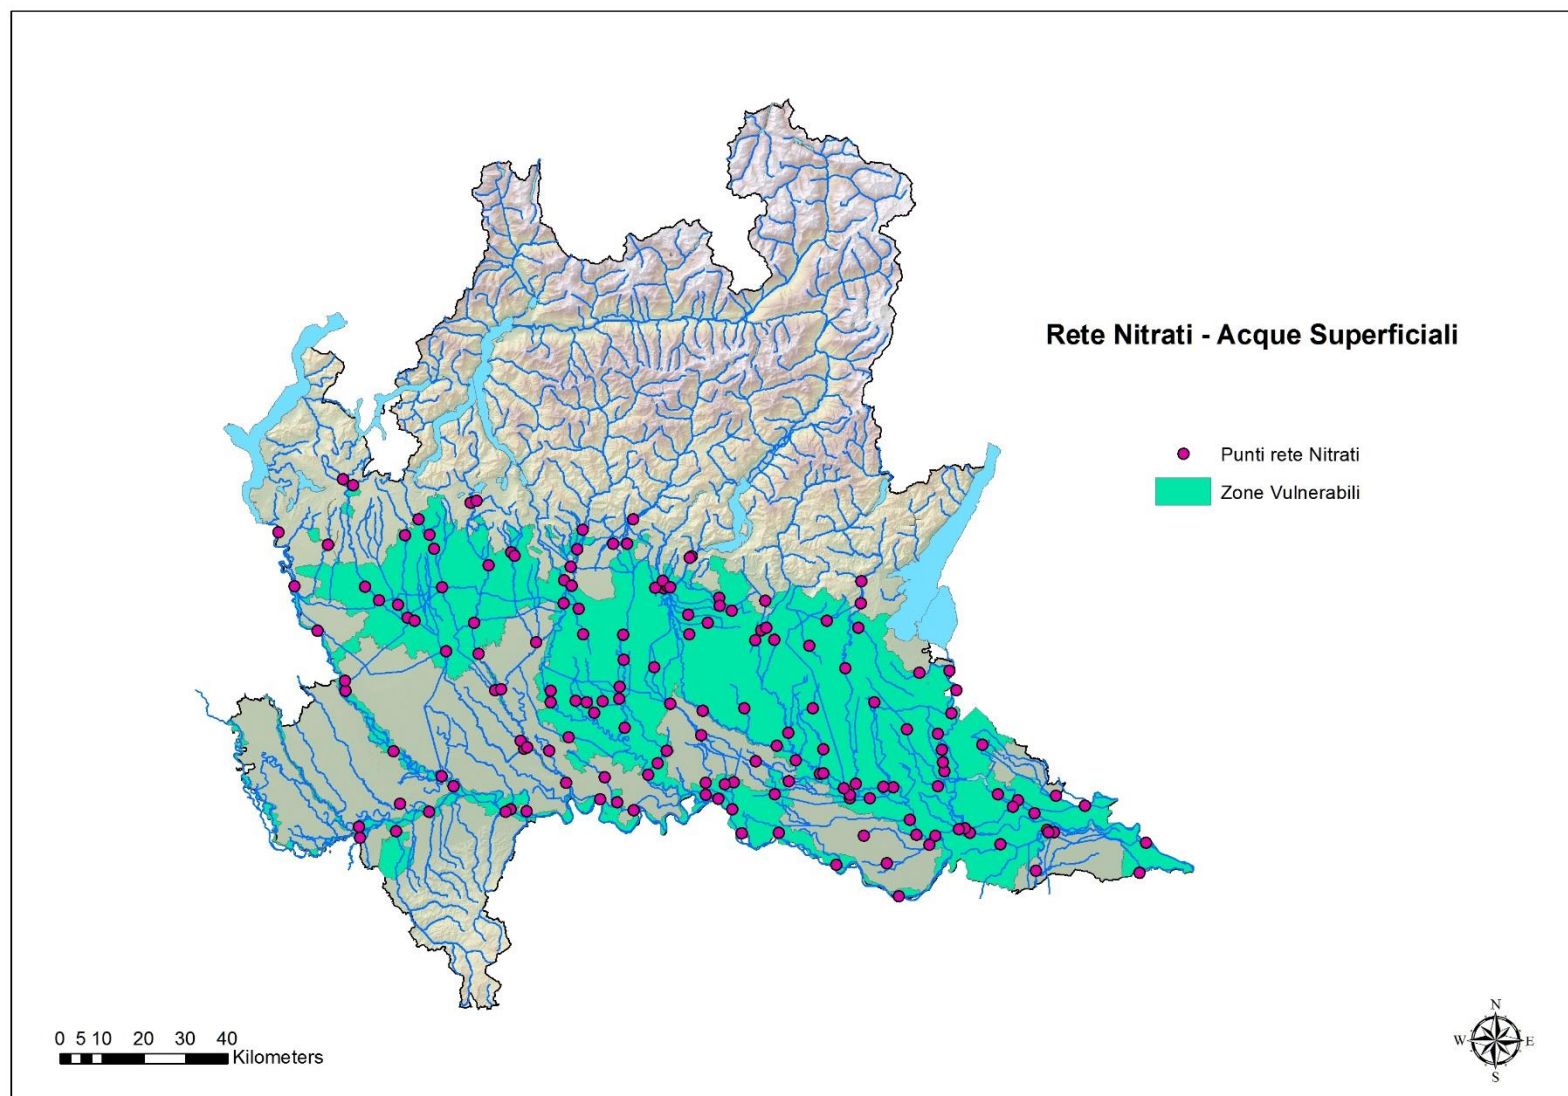 Rete Nitrati - Acque Superficiali
Punti rete Nitrati
Zone Vulnerabili
0 5 10 20 30 40
Kilometers
N
W E
S